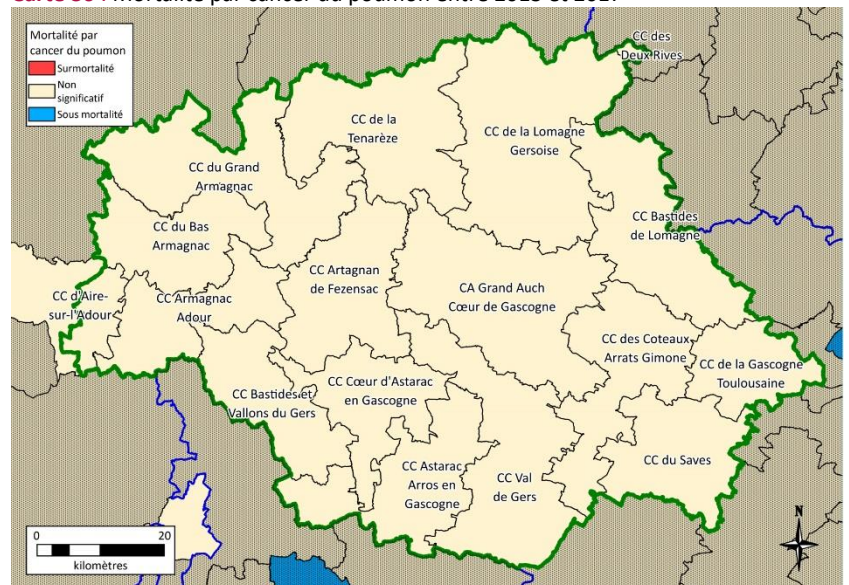 Mortalité par
cancer du poumon
Surmortalité
Non
significatif
Sous mortalité
CC des
Deux Rives
CC de la
Tenarèze
CC de la Lomagne
Gersoise
CC du Grand
Armagnac
CC Bastides
de Lomagne
CC du Bas
Armagnac
CC Artagnan
de Fezensac
CA Grand Auch
Cœur de Gascogne
CC d'Aire-
sur-l'Adour
CC Armagnac
Adour
CC des Coteaux
Arrats Gimone
CC de la Gascogne
Toulousaine
CC Bastides et
Vallons du Gers
CC Cœur d'Astarac
en Gascogne
CC Astarac
Arros en
Gascogne
CC Val
de Gers
CC du Saves
N
0 20
kilomètres